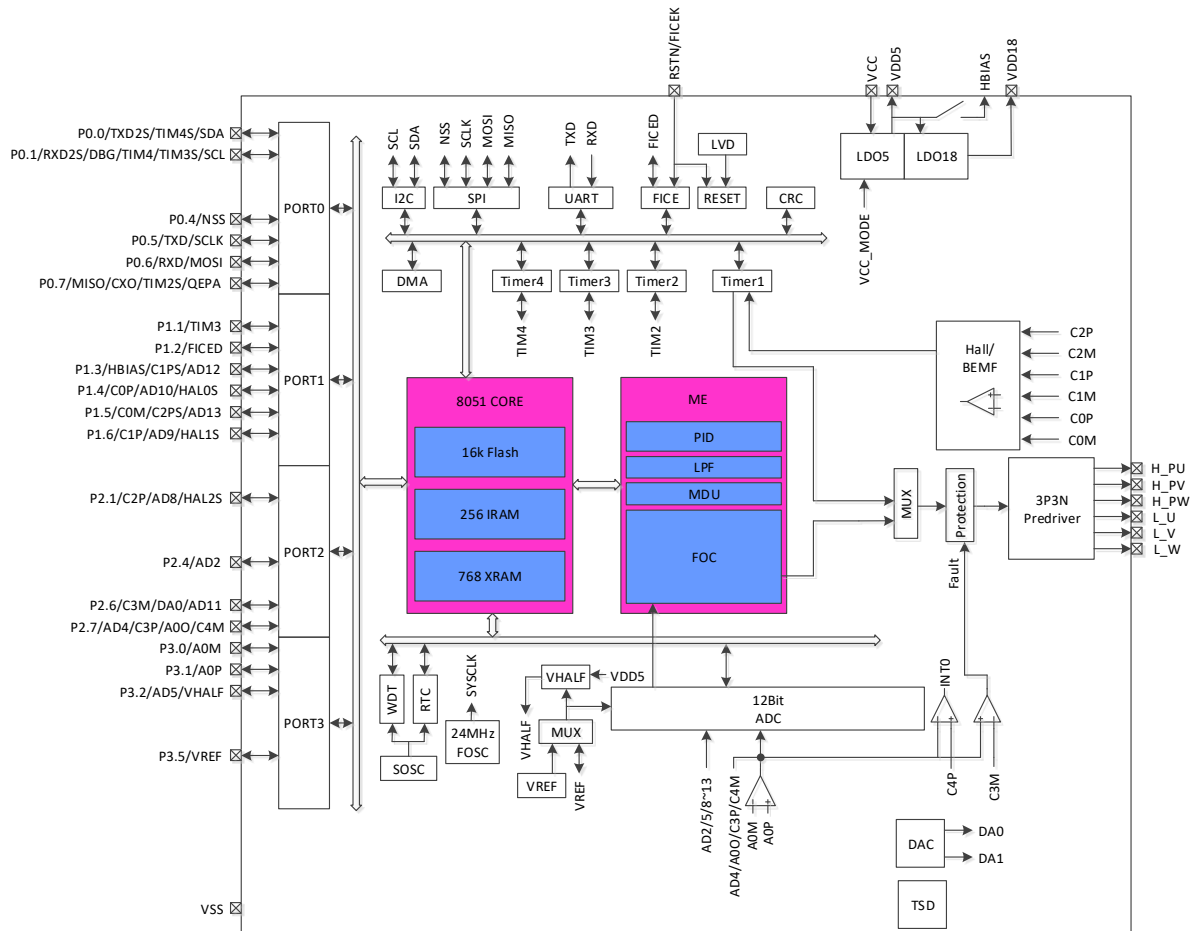 RSTN/FICEK
VCC
VDD5
HBIAS
VDD18
P0.0/TXD2S/TIM4S/SDA
P0.1/RXD2S/DBG/TIM4/TIM3S/SCL
P0.4/NSS
P0.5/TXD/SCLK
P0.6/RXD/MOSI
P0.7/MISO/CXO/TIM2S/QEPA
P1.1/TIM3
P1.2/FICED
P1.3/HBIAS/C1PS/AD12
P1.4/C0P/AD10/HAL0S
P1.5/C0M/C2PS/AD13
P1.6/C1P/AD9/HAL1S
P2.1/C2P/AD8/HAL2S
P2.4/AD2
P2.6/C3M/DA0/AD11
P2.7/AD4/C3P/A0O/C4M
P3.0/A0M
P3.1/A0P
P3.2/AD5/VHALF
P3.5/VREF
VSS
PORT0
PORT1
PORT2
PORT3
SCL
SDA
NSS
SCLK
MOSI
MISO
TXD
RXD
FICED
LVD
I2C
SPI
UART
FICE
RESET
CRC
LDO5
LDO18
VCC_MODE
DMA
Timer4
Timer3
Timer2
Timer1
TIM4
TIM3
TIM2
Hall/
BEMF
C2P
C2M
C1P
C1M
C0P
C0M
8051 CORE
16k Flash
256 IRAM
768 XRAM
ME
PID
LPF
MDU
FOC
MUX
Protection
Fault
3P3N
Predriver
H_PU
H_PV
H_PW
L_U
L_V
L_W
WDT
RTC
SOSC
SYSCLK
24MHz
FOSC
VHALF
VDD5
VHALF
MUX
VREF
VREF
12Bit
ADC
AD2/5/8~13
AD4/A0O/C3P/C4M
A0M
A0P
INT0
C4P
C3M
DAC
DA0
DA1
TSD